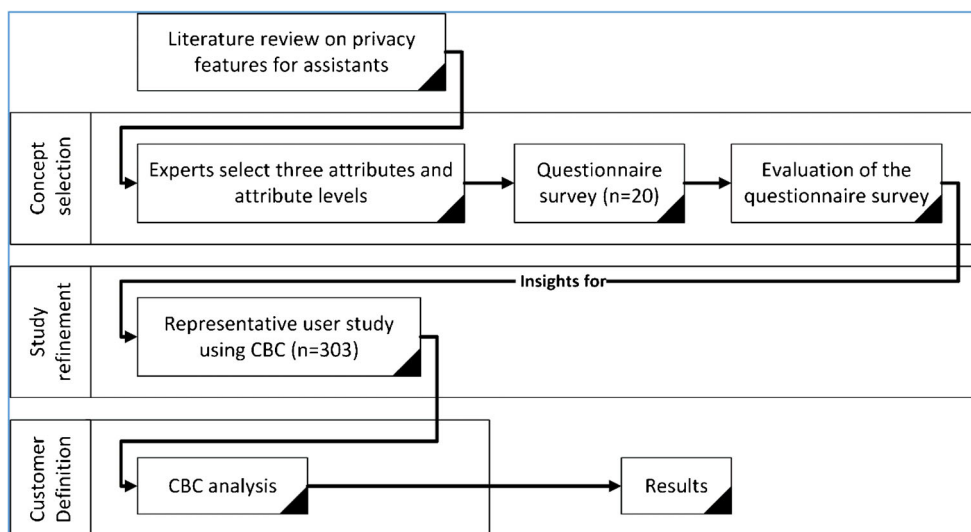 Literature review on privacy
features for assistants
Concept
selection
Experts select three attributes and
attribute levels
Questionnaire
survey (n=20)
Evaluation of the
questionnaire survey
Insights for
Study
refinement
Representative user study
using CBC (n=303)
Customer
Definition
CBC analysis
Results